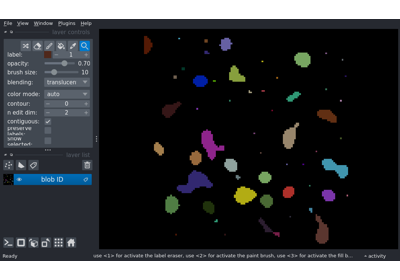 File View Window Plugins Help
layer controls
label: 1
opacity: 0.70
brush size: 10
blending: translucen
color mode: auto
contour: 0
n edit dim: 2
contiguous:
preserve labels:
show selected:
layer list
blob ID
Ready use <1> for activate the label eraser, use <2> for activate the paint brush, use <3> for activate the fill b... activity